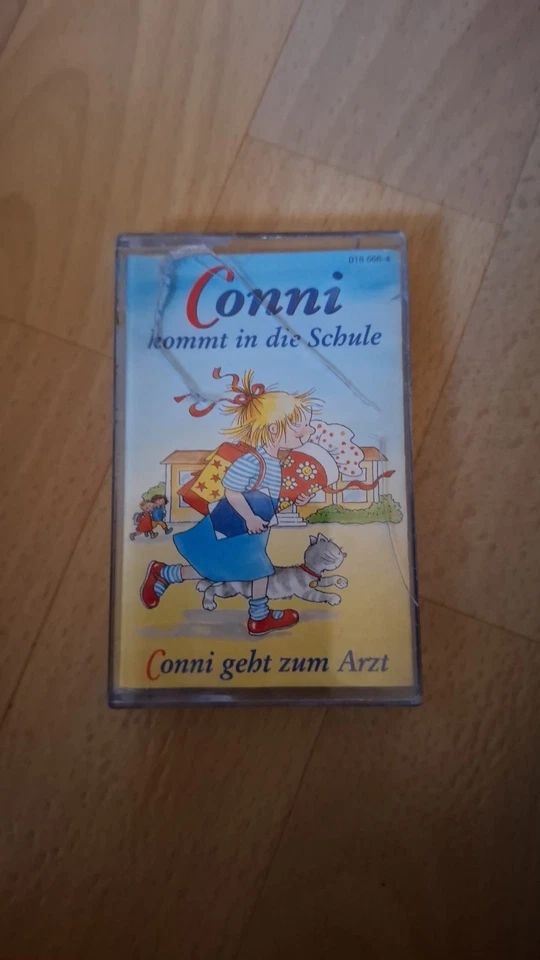 018 666-4
Conni
kommt in die Schule
Conni geht zum Arzt